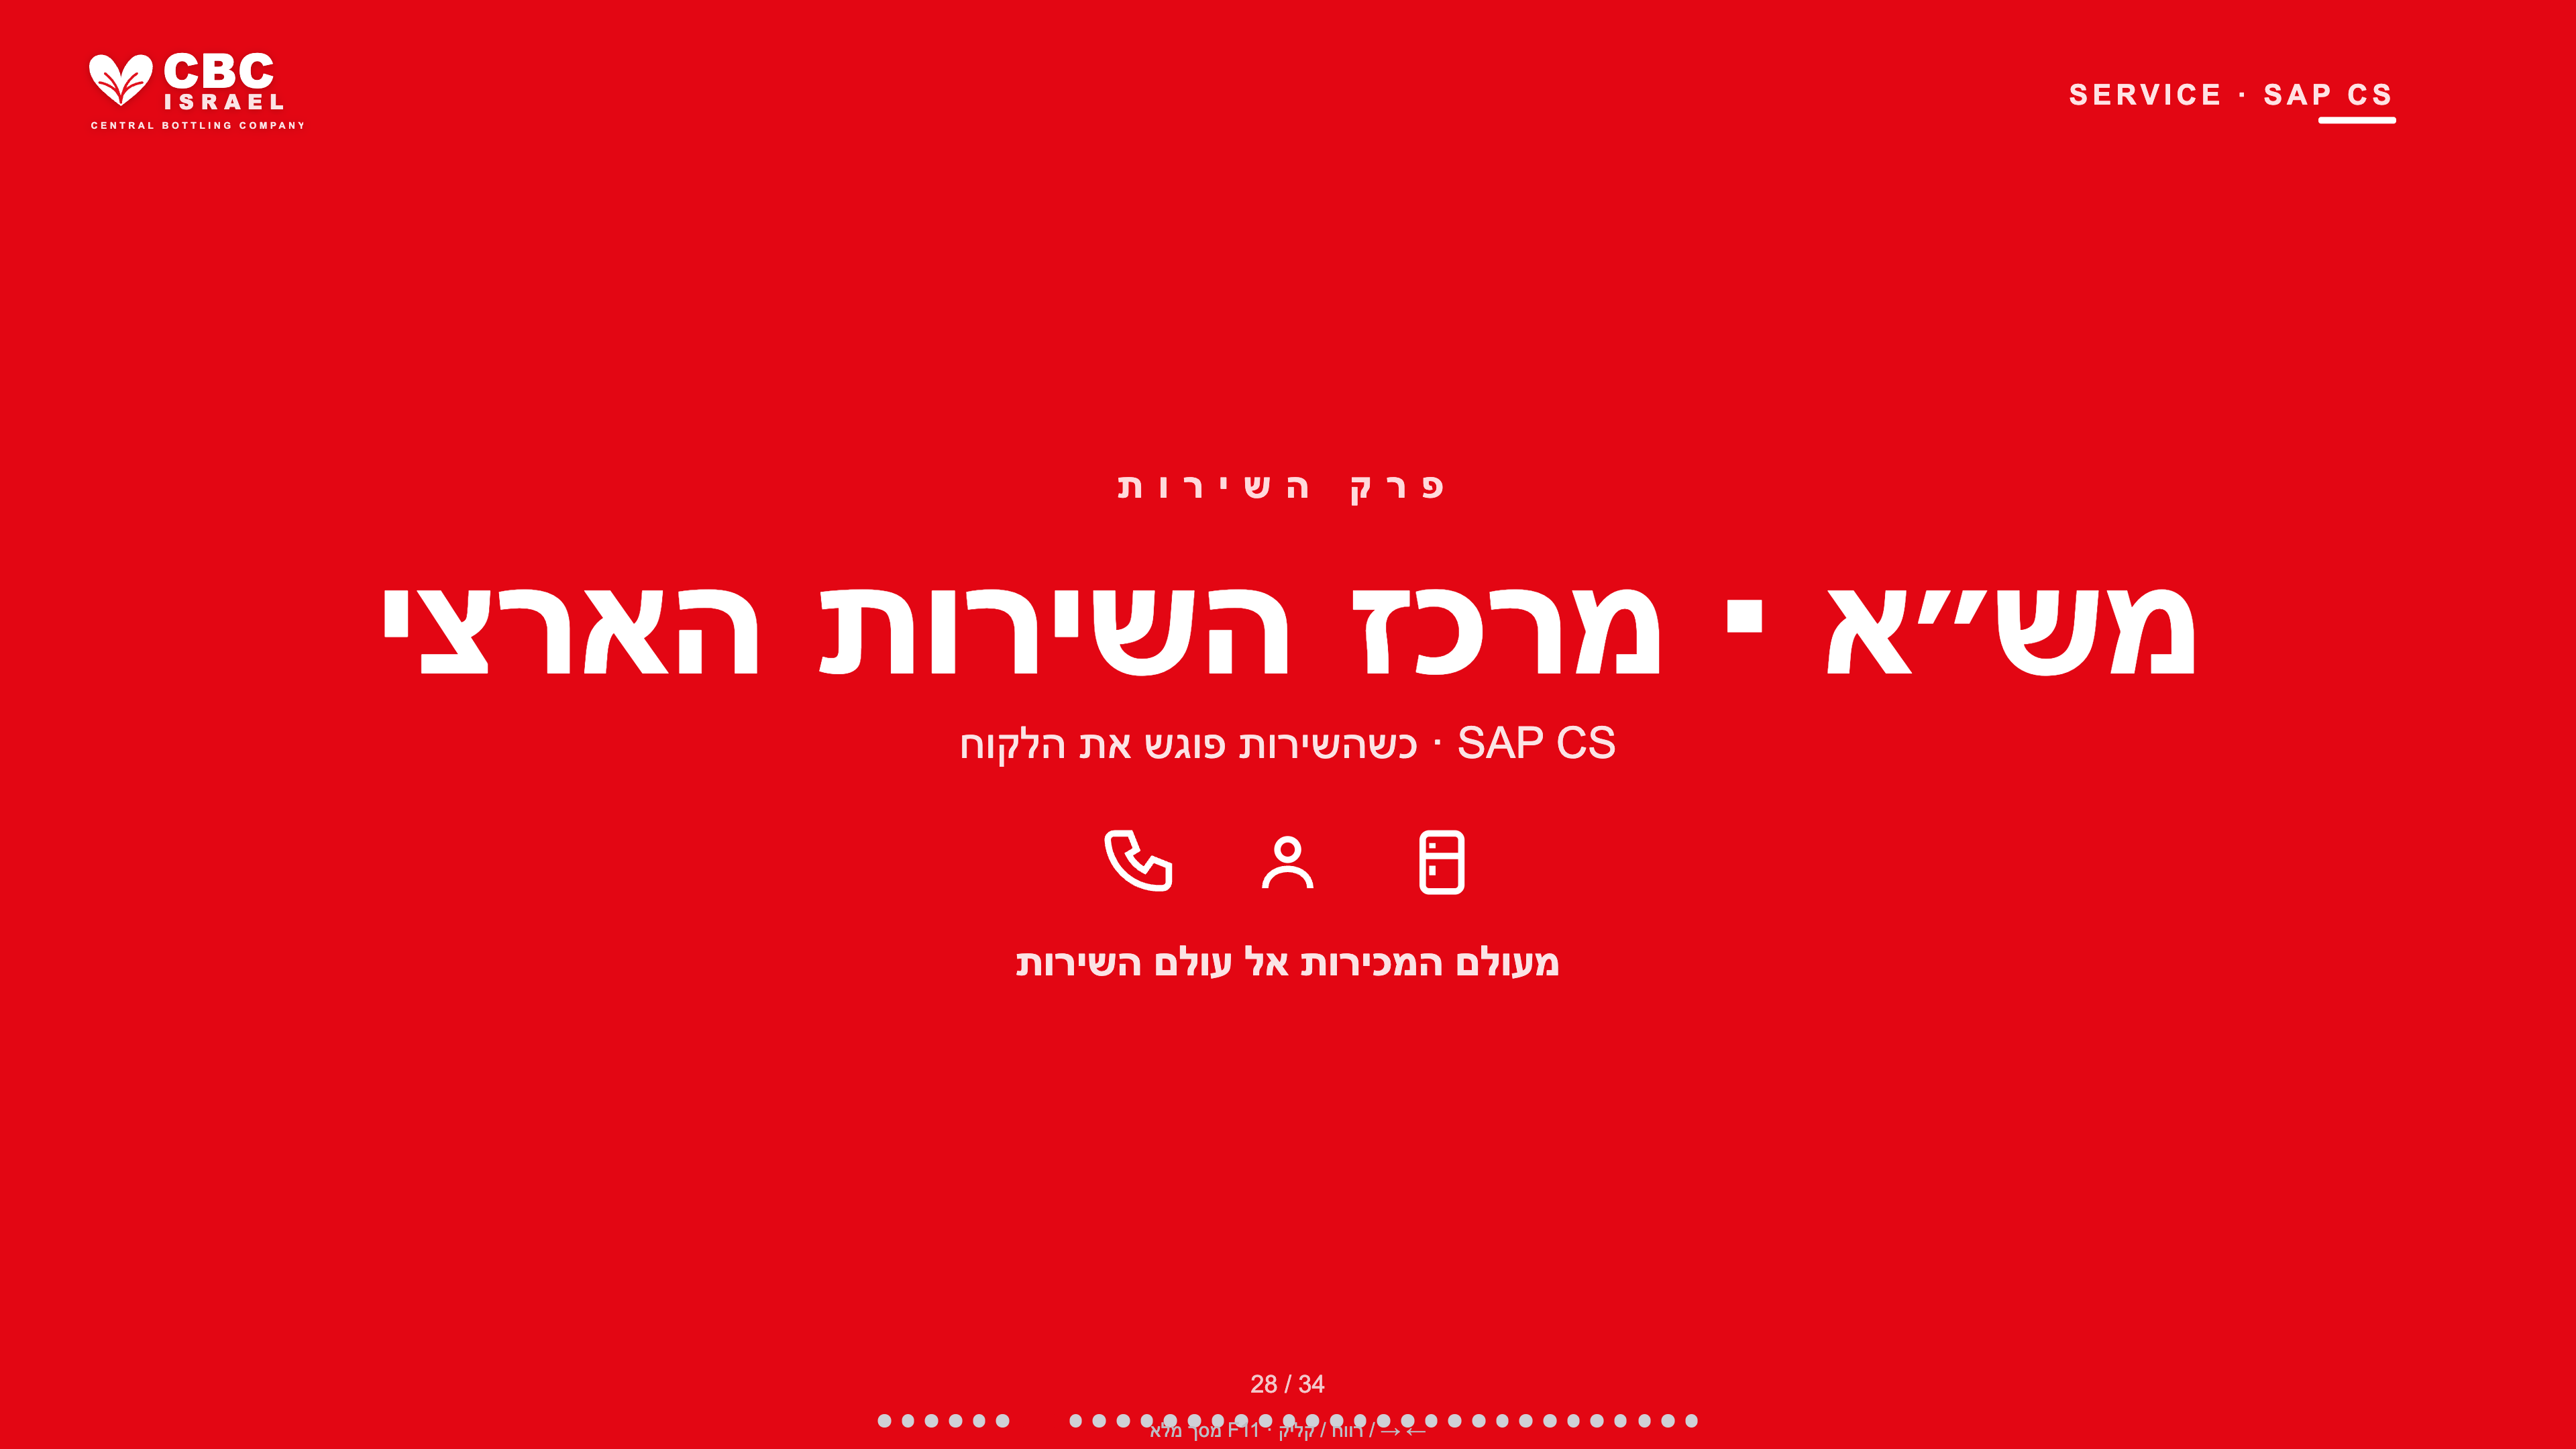 CBC
ISRAEL
CENTRAL BOTTLING COMPANY
SERVICE · SAP CS
פרק השירות
מש״א · מרכז השירות הארצי
SAP CS · כשהשירות פוגש את הלקוח
מעולם המכירות אל עולם השירות
28 / 34
←→ / רווח / קליק · F11 מסך מלא